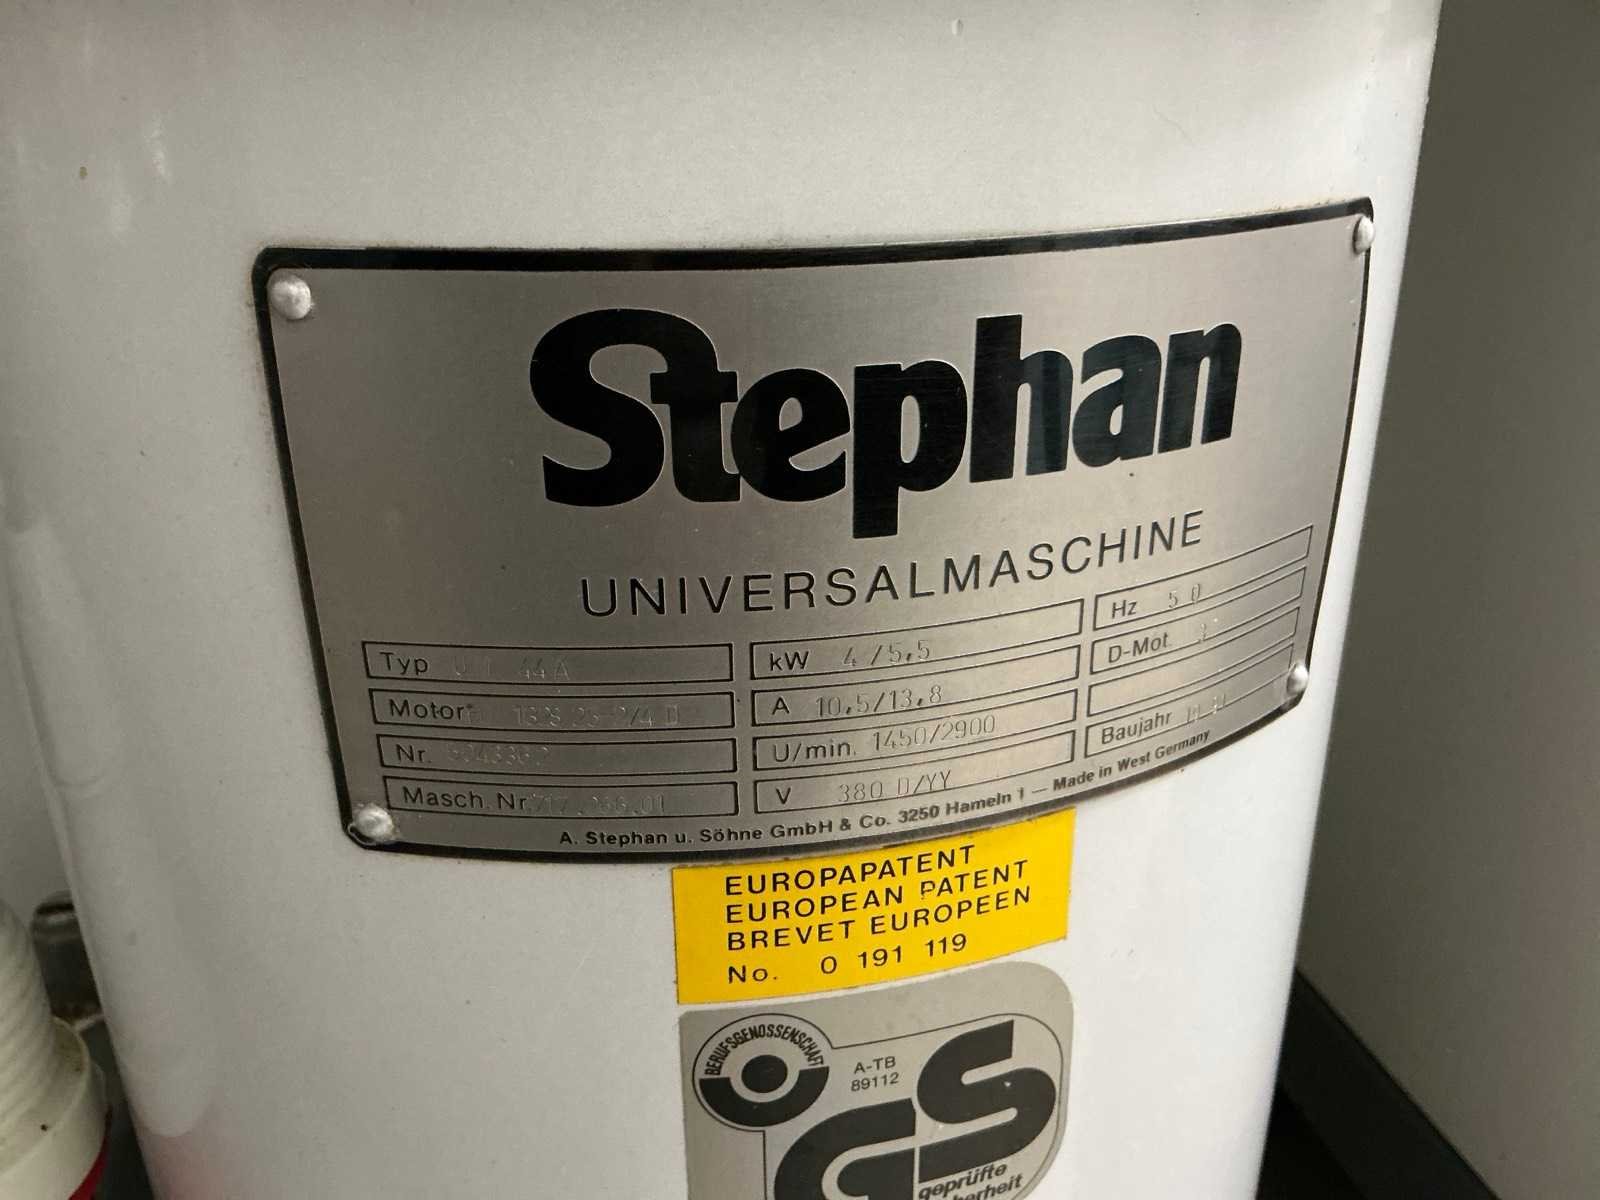 Stephan
UNIVERSALMASCHINE
Typ 44A
Motor
Nr.
Masch. Nr.
kW 4/5,5
A 10,5/13,8
U/min. 1450/2900
V 380 D/YY
Hz 50
D-Mot.
Baujahr
A. Stephan u. Söhne GmbH & Co. 3250 Hameln 1 — Made in West Germany
EUROPAPATENT
EUROPEAN PATENT
BREVET EUROPEEN
No. 0 191 119
BERUFSGENOSSENSCHAFT
A-TB
89112
GS
geprüfte